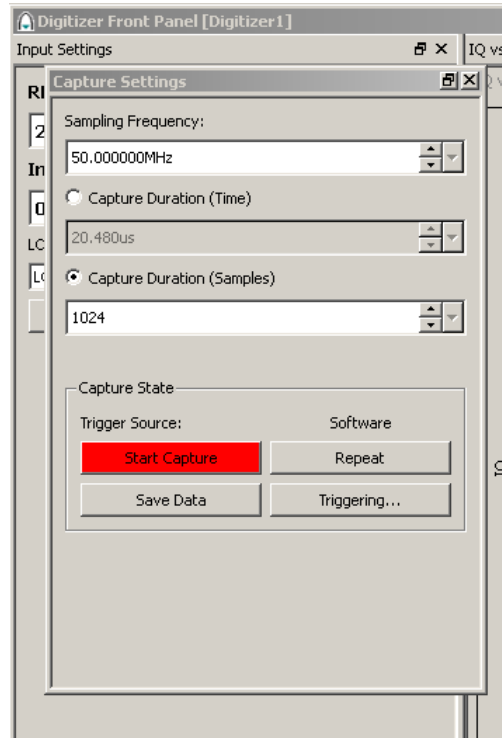 Digitizer Front Panel [Digitizer1]
Input Settings
IQ vs
Capture Settings
Sampling Frequency:
50.000000MHz
Capture Duration (Time)
20.480us
Capture Duration (Samples)
1024
Capture State
Trigger Source: Software
Start Capture Repeat
Save Data Triggering...